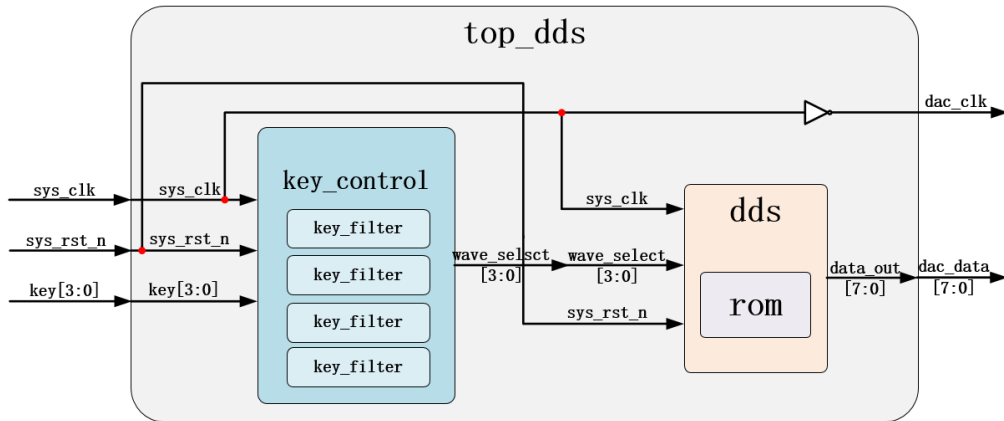 top_dds
dac_clk
key_control
sys_clk
sys_clk
sys_clk
dds
key_filter
sys_rst_n
sys_rst_n
wave_selsct
[3:0]
wave_select
[3:0]
key_filter
data_out
[7:0]
dac_data
[7:0]
key[3:0]
key[3:0]
rom
key_filter
sys_rst_n
key_filter